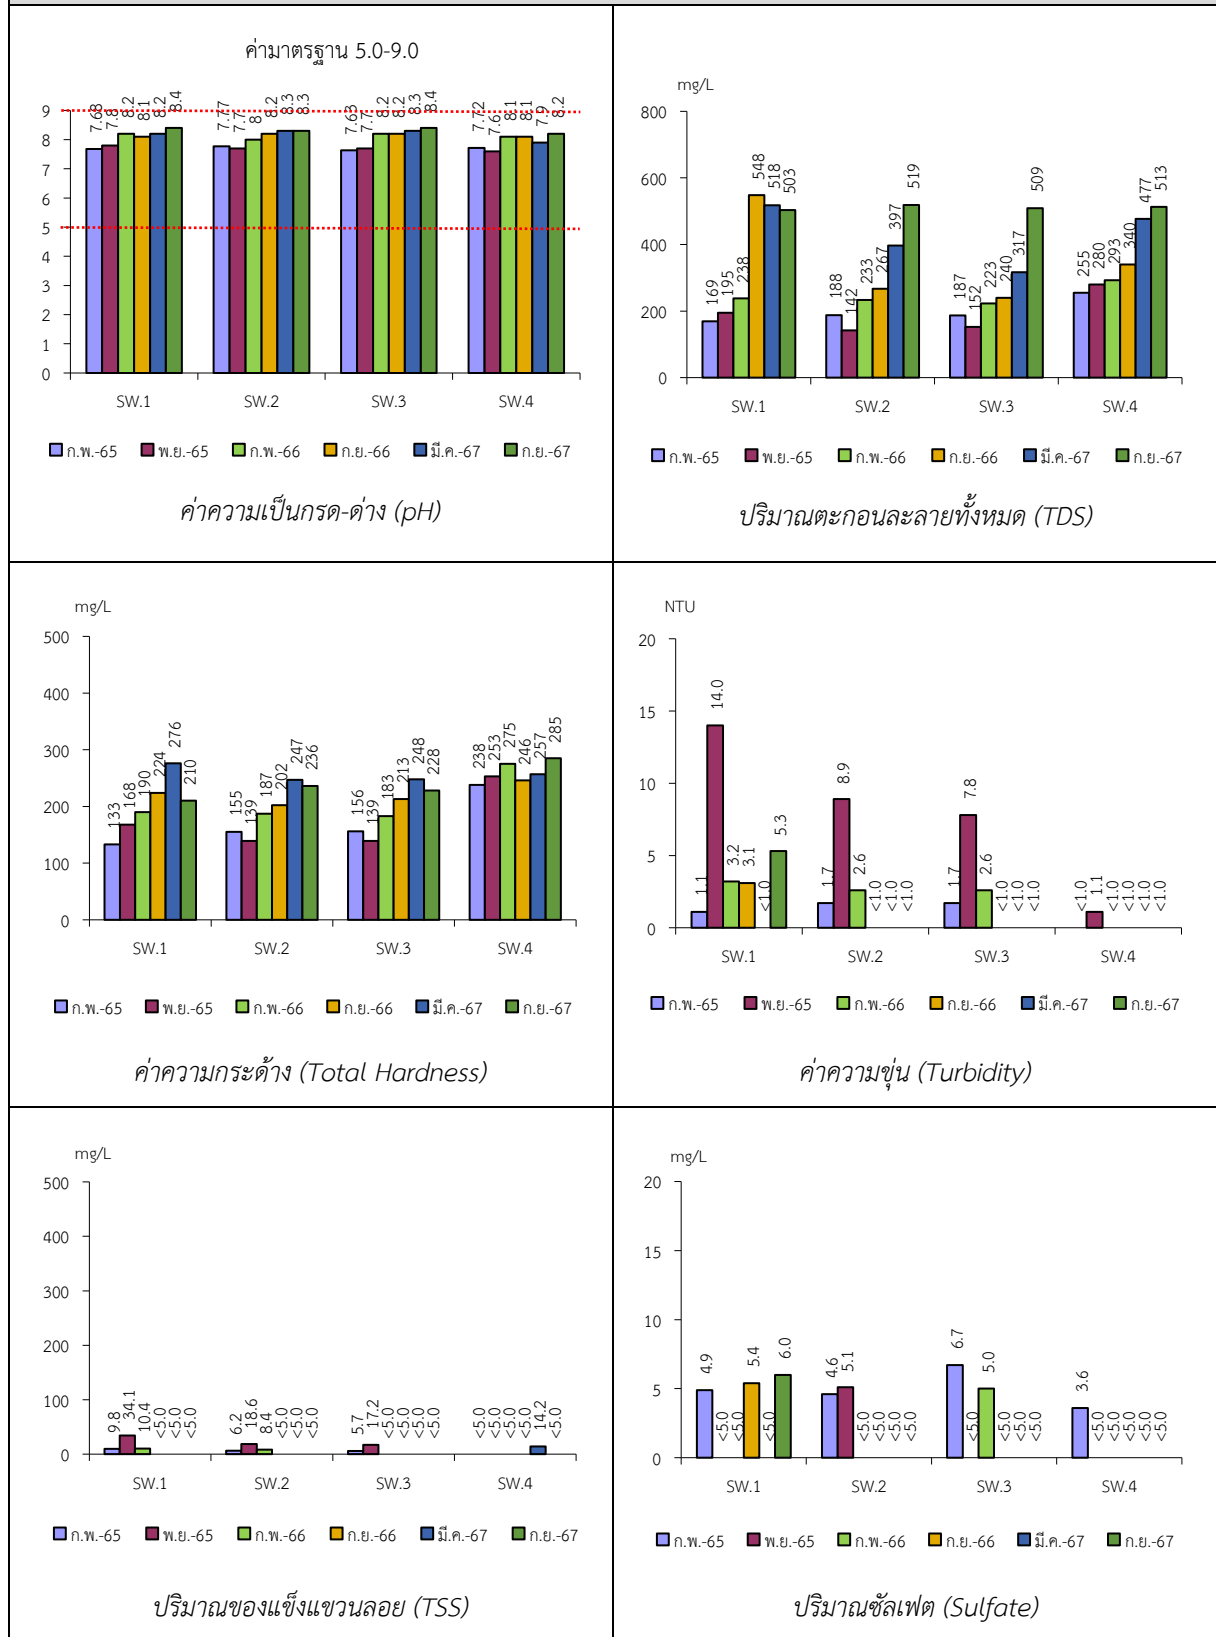 ค่ามาตรฐาน 5.0-9.0
9
8
7
6
5
4
3
2
1
0
7.68 7.8 8.2 8.1 8.2 8.4
7.77 7.7 8 8.2 8.3 8.3
7.63 7.7 8.2 8.2 8.3 8.4
7.72 7.6 8.1 8.1 7.9 8.2
SW.1 SW.2 SW.3 SW.4
ก.พ.-65 พ.ย.-65 ก.พ.-66 ก.ย.-66 มี.ค.-67 ก.ย.-67
ค่าความเป็นกรด-ด่าง (pH)
mg/L
800
600
400
200
0
169 195 238 548 518 503
188 142 233 267 397 519
187 152 223 240 317 509
255 280 293 340 477 513
SW.1 SW.2 SW.3 SW.4
ก.พ.-65 พ.ย.-65 ก.พ.-66 ก.ย.-66 มี.ค.-67 ก.ย.-67
ปริมาณตะกอนละลายทั้งหมด (TDS)
mg/L
500
400
300
200
100
0
133 168 190 224 276 210
155 139 187 202 247 236
156 139 183 213 248 228
238 253 275 246 257 285
SW.1 SW.2 SW.3 SW.4
ก.พ.-65 พ.ย.-65 ก.พ.-66 ก.ย.-66 มี.ค.-67 ก.ย.-67
ค่าความกระด้าง (Total Hardness)
NTU
20
15
10
5
0
1.1 14.0 3.2 3.1 <1.0 5.3
1.7 8.9 2.6 <1.0 <1.0 <1.0
1.7 7.8 2.6 <1.0 <1.0 <1.0
<1.0 1.1 <1.0 <1.0 <1.0 <1.0
SW.1 SW.2 SW.3 SW.4
ก.พ.-65 พ.ย.-65 ก.พ.-66 ก.ย.-66 มี.ค.-67 ก.ย.-67
ค่าความขุ่น (Turbidity)
mg/L
500
400
300
200
100
0
9.8 34.1 10.4 <5.0 <5.0 <5.0
6.2 18.6 8.4 <5.0 <5.0 <5.0
5.7 17.2 <5.0 <5.0 <5.0 <5.0
<5.0 <5.0 <5.0 <5.0 14.2 <5.0
SW.1 SW.2 SW.3 SW.4
ก.พ.-65 พ.ย.-65 ก.พ.-66 ก.ย.-66 มี.ค.-67 ก.ย.-67
ปริมาณของแข็งแขวนลอย (TSS)
mg/L
20
15
10
5
0
4.9 <5.0 <5.0 5.4 <5.0 6.0
4.6 5.1 <5.0 <5.0 <5.0 <5.0
6.7 <5.0 5.0 <5.0 <5.0 <5.0
3.6 <5.0 <5.0 <5.0 <5.0 <5.0
SW.1 SW.2 SW.3 SW.4
ก.พ.-65 พ.ย.-65 ก.พ.-66 ก.ย.-66 มี.ค.-67 ก.ย.-67
ปริมาณซัลเฟต (Sulfate)